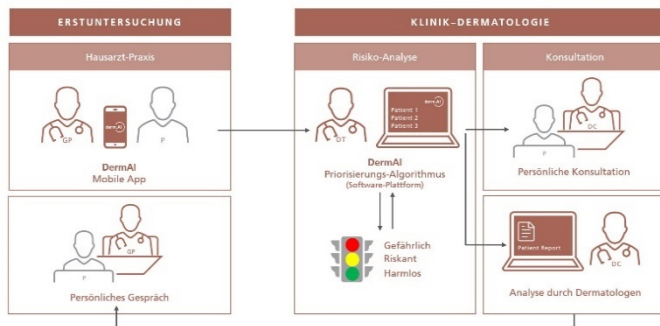 ERSTUNTERSUCHUNG
Hausarzt-Praxis
GP
dermAI
P
DermAI
Mobile App
P
GP
Persönliches Gespräch
KLINIK–DERMATOLOGIE
Risiko-Analyse
DT
dermAI
Patient 1
Patient 2
Patient 3
DermAI
Priorisierungs-Algorithmus
(Software-Plattform)
Gefährlich
Riskant
Harmlos
Konsultation
DC
P
Persönliche Konsultation
Patient Report
DC
Analyse durch Dermatologen